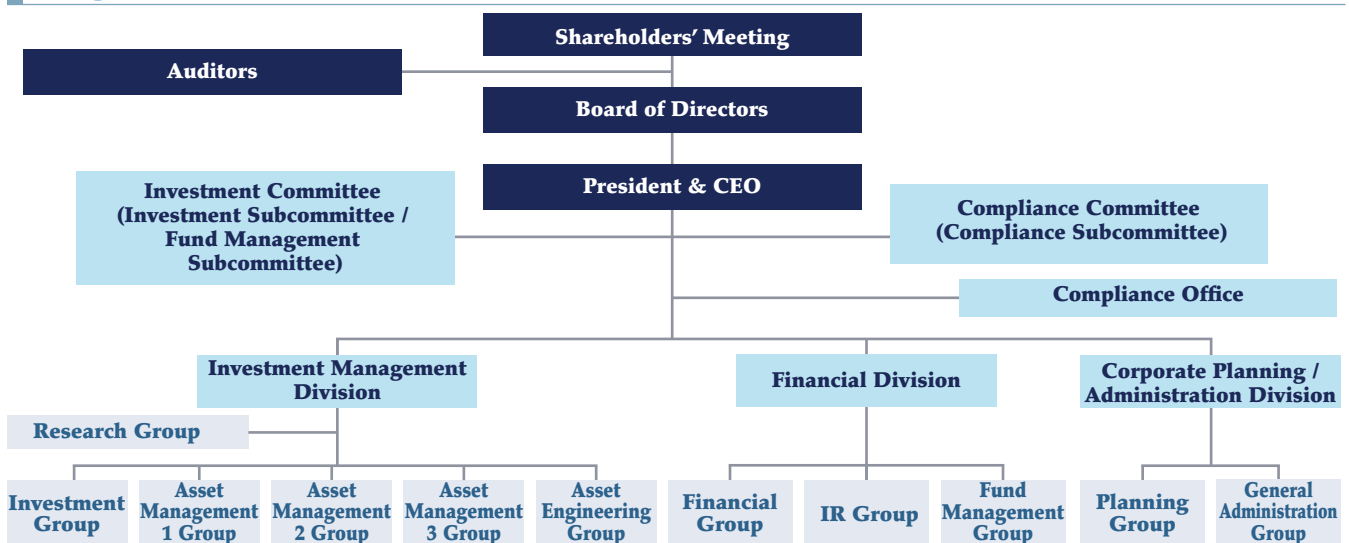 Shareholders' Meeting
Auditors
Board of Directors
President & CEO
Investment Committee
(Investment Subcommittee /
Fund Management
Subcommittee)
Compliance Committee
(Compliance Subcommittee)
Compliance Office
Investment Management
Division
Financial Division
Corporate Planning /
Administration Division
Research Group
Investment
Group
Asset
Management
1 Group
Asset
Management
2 Group
Asset
Management
3 Group
Asset
Engineering
Group
Financial
Group
IR Group
Fund
Management
Group
Planning
Group
General
Administration
Group